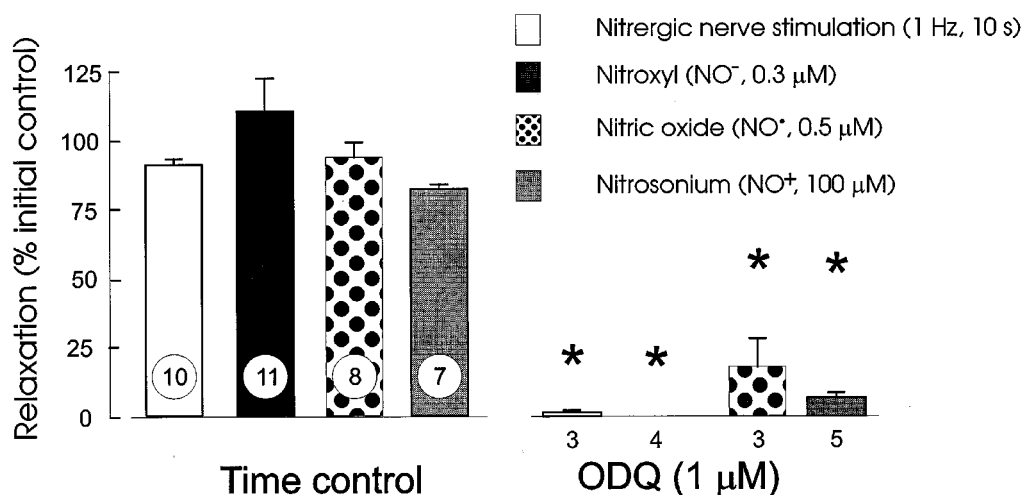 Nitrergic nerve stimulation (1 Hz, 10 s)
Nitroxyl (NO⁻, 0.3 μM)
Nitric oxide (NO•, 0.5 μM)
Nitrosonium (NO⁺, 100 μM)
Relaxation (% initial control)
125
100
75
50
25
0
10 11 8 7
* * * *
3 4 3 5
Time control ODQ (1 μM)